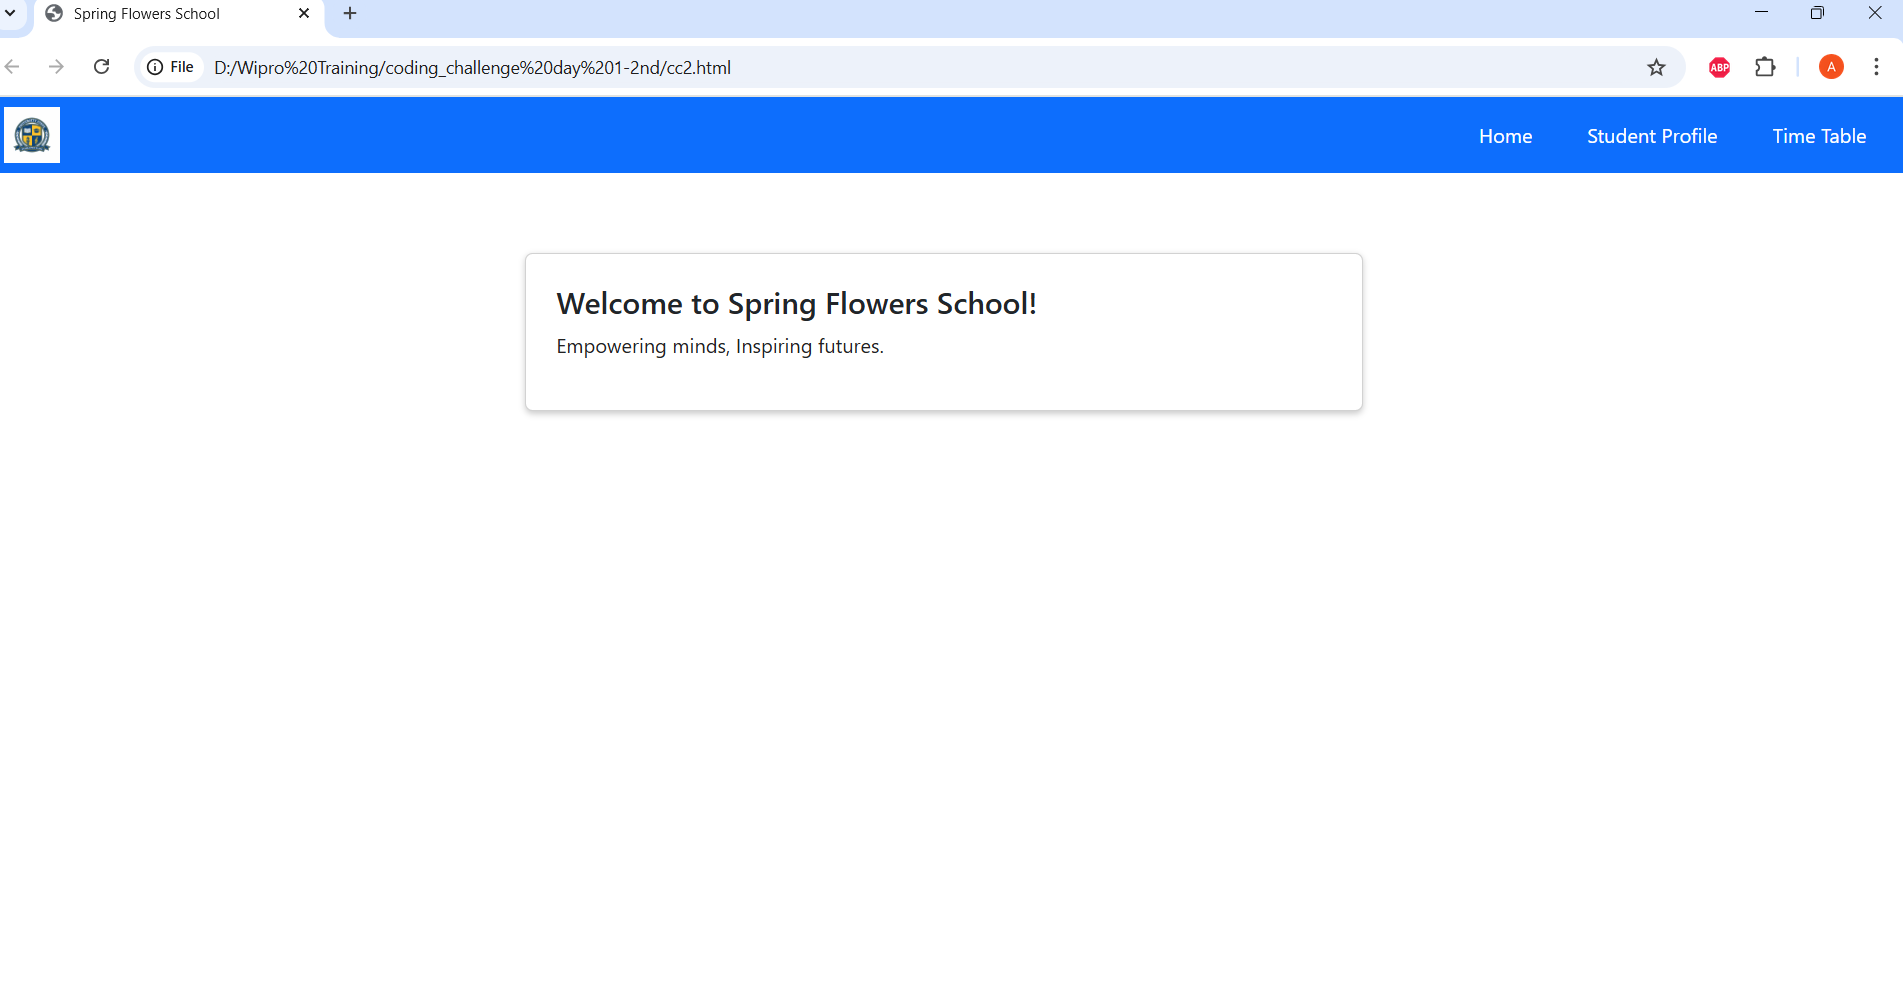 Spring Flowers School
File D:/Wipro%20Training/coding_challenge%20day%201-2nd/cc2.html
ABP
A
Home Student Profile Time Table
Welcome to Spring Flowers School!
Empowering minds, Inspiring futures.